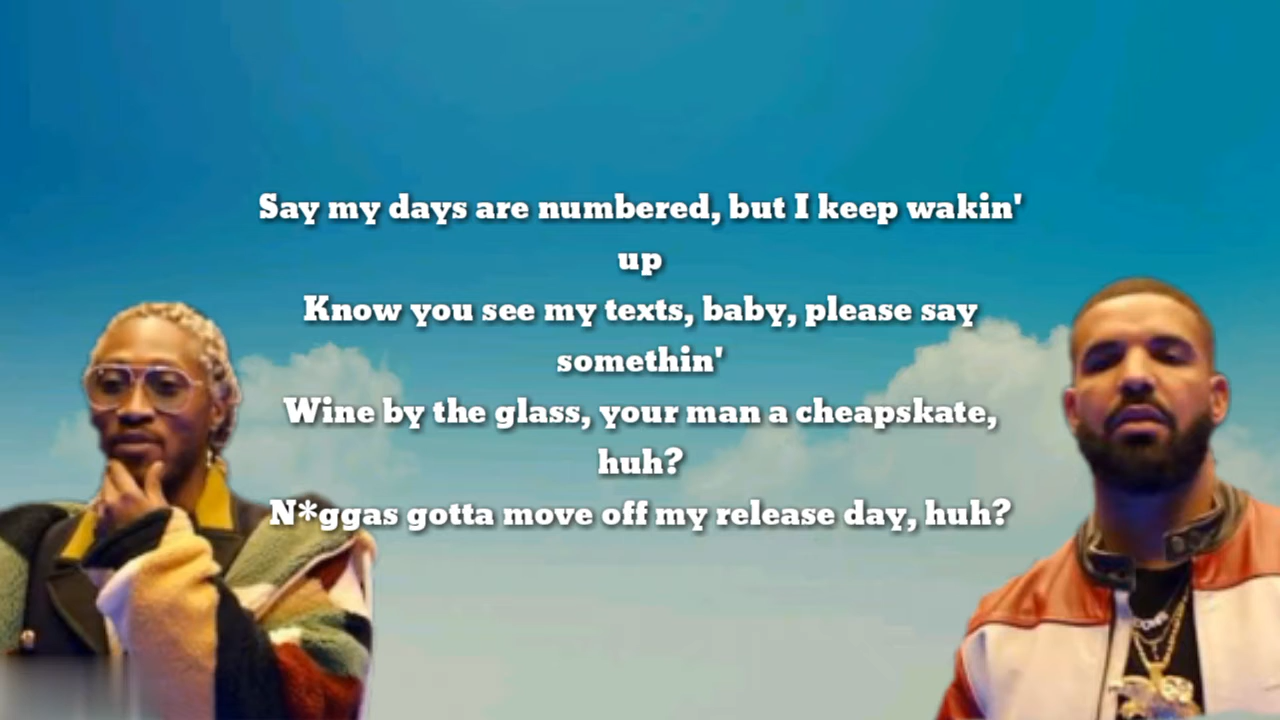 Say my days are numbered, but I keep wakin'
up
Know you see my texts, baby, please say
somethin'
Wine by the glass, your man a cheapskate,
huh?
N*ggas gotta move off my release day, huh?